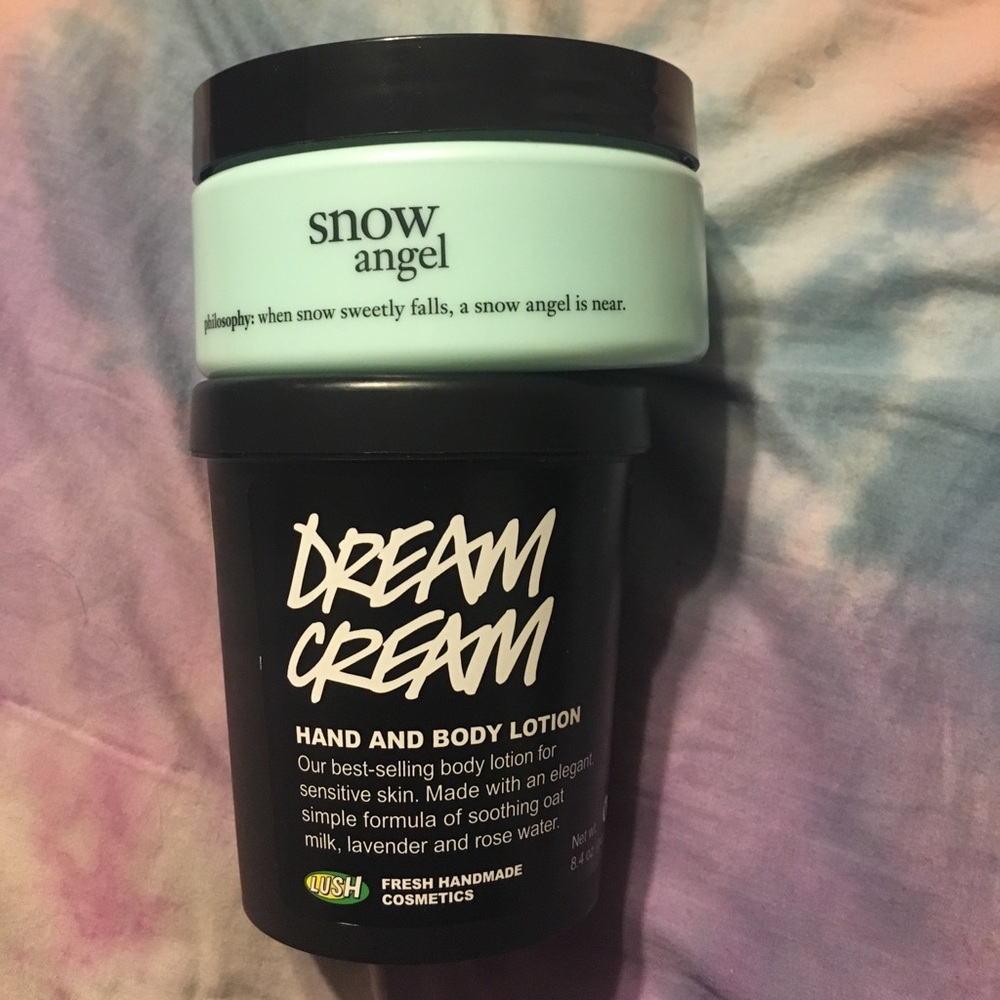 snow
angel
philosophy: when snow sweetly falls, a snow angel is near.
DREAM
CREAM
HAND AND BODY LOTION
Our best-selling body lotion for
sensitive skin. Made with an elegant,
simple formula of soothing oat
milk, lavender and rose water.
Net wt.
8.4 oz
LUSH
FRESH HANDMADE
COSMETICS